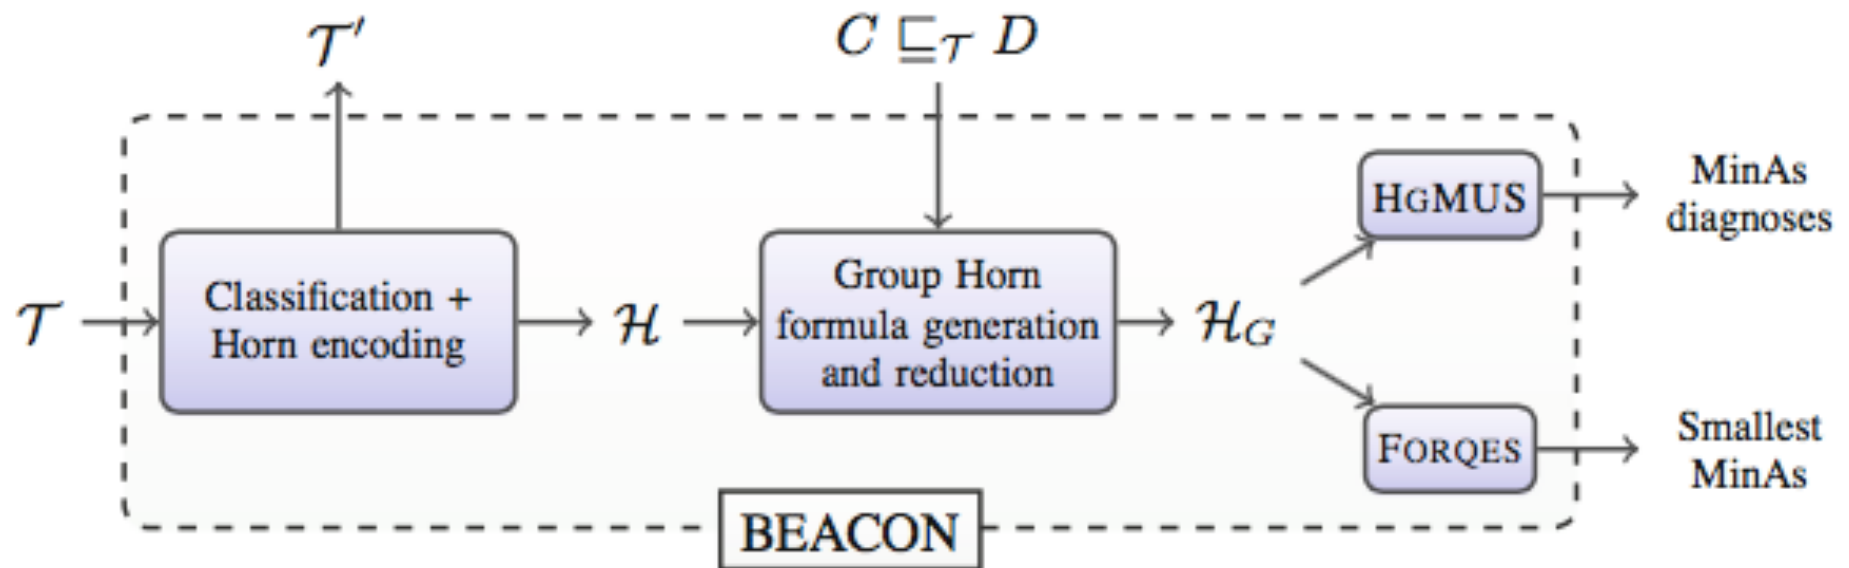 𝒯′
C ⊑𝒯 D
HGMUS
MinAs
diagnoses
𝒯
Classification +
Horn encoding
ℋ
Group Horn
formula generation
and reduction
ℋG
FORQES
Smallest
MinAs
BEACON